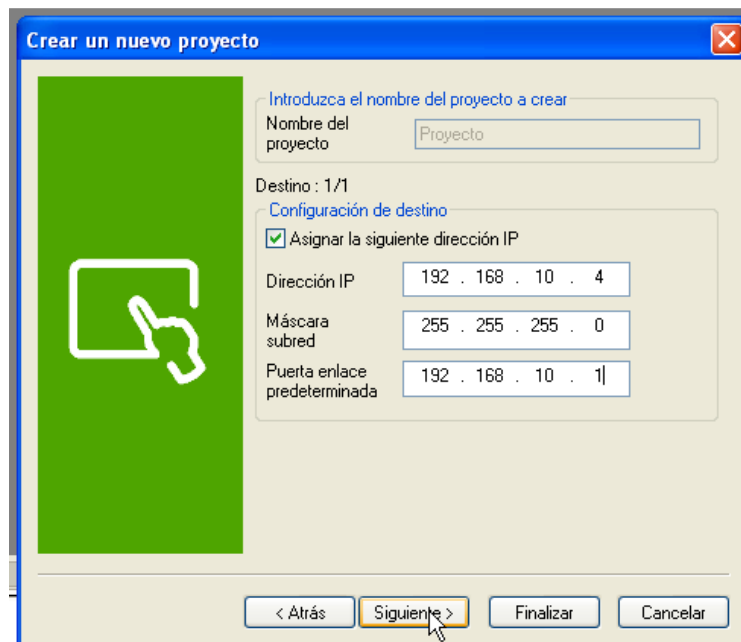 Crear un nuevo proyecto
Introduzca el nombre del proyecto a crear
Nombre del
proyecto
Proyecto
Destino : 1/1
Configuración de destino
Asignar la siguiente dirección IP
Dirección IP
192 . 168 . 10 . 4
Máscara
subred
255 . 255 . 255 . 0
Puerta enlace
predeterminada
192 . 168 . 10 . 1
< Atrás
Siguiente >
Finalizar
Cancelar